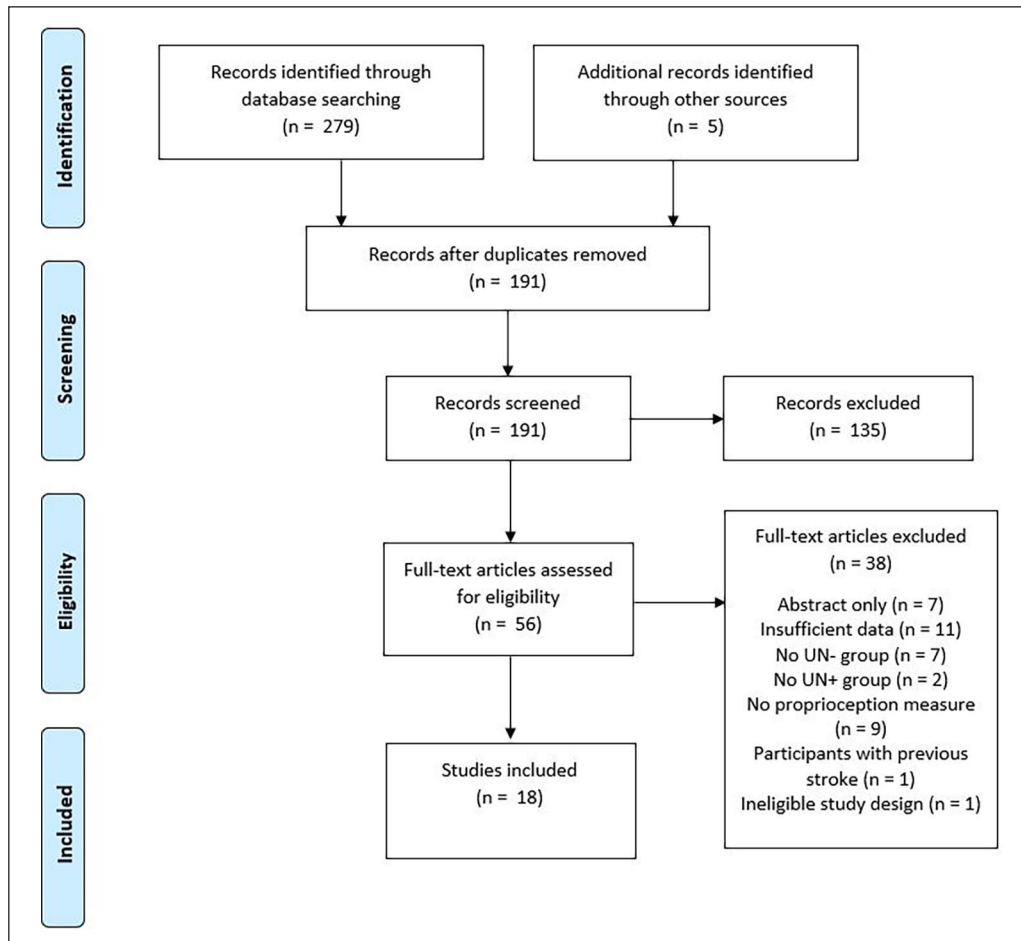 Identification
Records identified through
database searching
(n = 279)
Additional records identified
through other sources
(n = 5)
Records after duplicates removed
(n = 191)
Screening
Records screened
(n = 191)
Records excluded
(n = 135)
Eligibility
Full-text articles assessed
for eligibility
(n = 56)
Full-text articles excluded
(n = 38)
Abstract only (n = 7)
Insufficient data (n = 11)
No UN- group (n = 7)
No UN+ group (n = 2)
No proprioception measure
(n = 9)
Participants with previous
stroke (n = 1)
Ineligible study design (n = 1)
Included
Studies included
(n = 18)